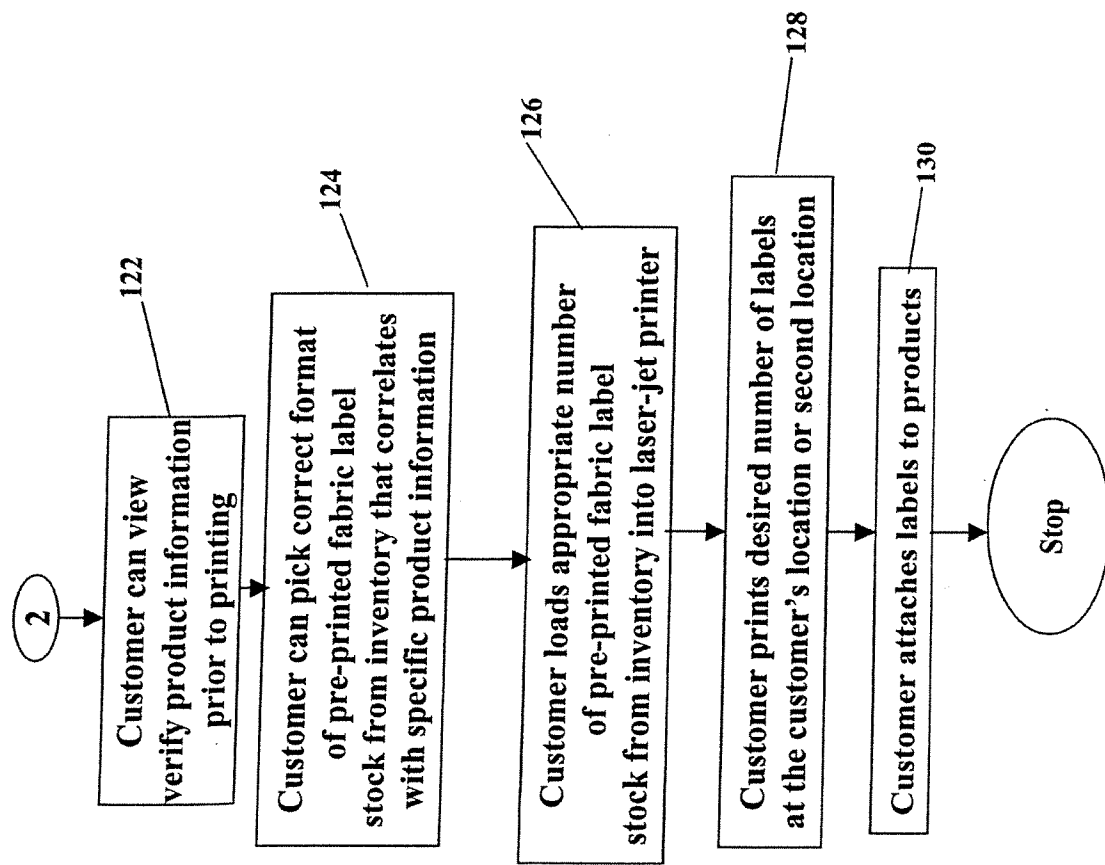 2
Customer can view
verify product information
prior to printing
122
Customer can pick correct format
of pre-printed fabric label
stock from inventory that correlates
with specific product information
124
Customer loads appropriate number
of pre-printed fabric label
stock from inventory into laser-jet printer
126
Customer prints desired number of labels
at the customer's location or second location
128
Customer attaches labels to products
130
Stop